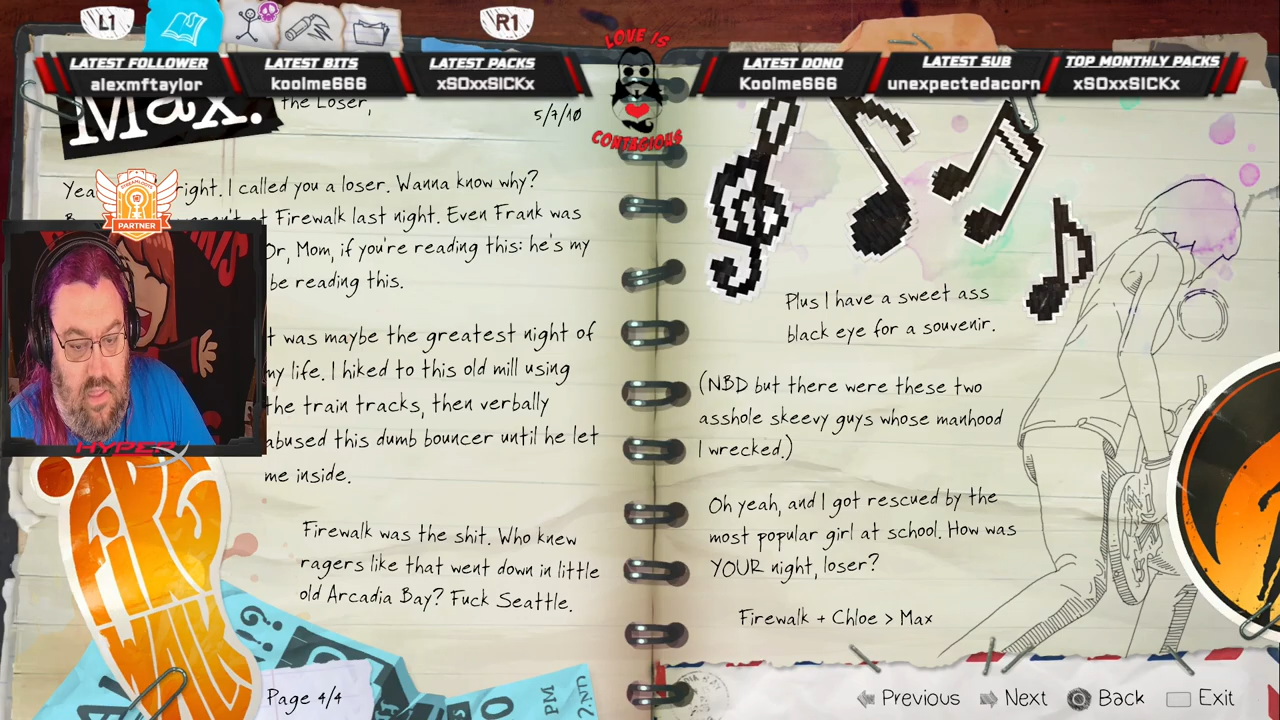 L1
R1
LOVE IS
CONTAGIOUS
LATEST FOLLOWER
alexmftaylor
LATEST BITS
koolme666
LATEST PACKS
xSOxxSICKx
LATEST DONO
Koolme666
LATEST SUB
unexpectedacorn
TOP MONTHLY PACKS
xSOxxSICKx
Max.
the Loser,
5/7/10
right. I called you a loser. Wanna know why?
Firewalk last night. Even Frank was
Or, Mom, if you're reading this: he's my
be reading this.
t was maybe the greatest night of
my life. I hiked to this old mill using
the train tracks, then verbally
abused this dumb bouncer until he let
me inside.
Firewalk was the shit. Who knew
ragers like that went down in little
old Arcadia Bay? Fuck Seattle.
PARTNER
HYPERX
FIRE
WALK
PM
Page 4/4
Plus I have a sweet ass
black eye for a souvenir.
(NBD but there were these two
asshole skeevy guys whose manhood
I wrecked.)
Oh yeah, and I got rescued by the
most popular girl at school. How was
YOUR night, loser?
Firewalk + Chloe > Max
Previous
Next
Back
Exit